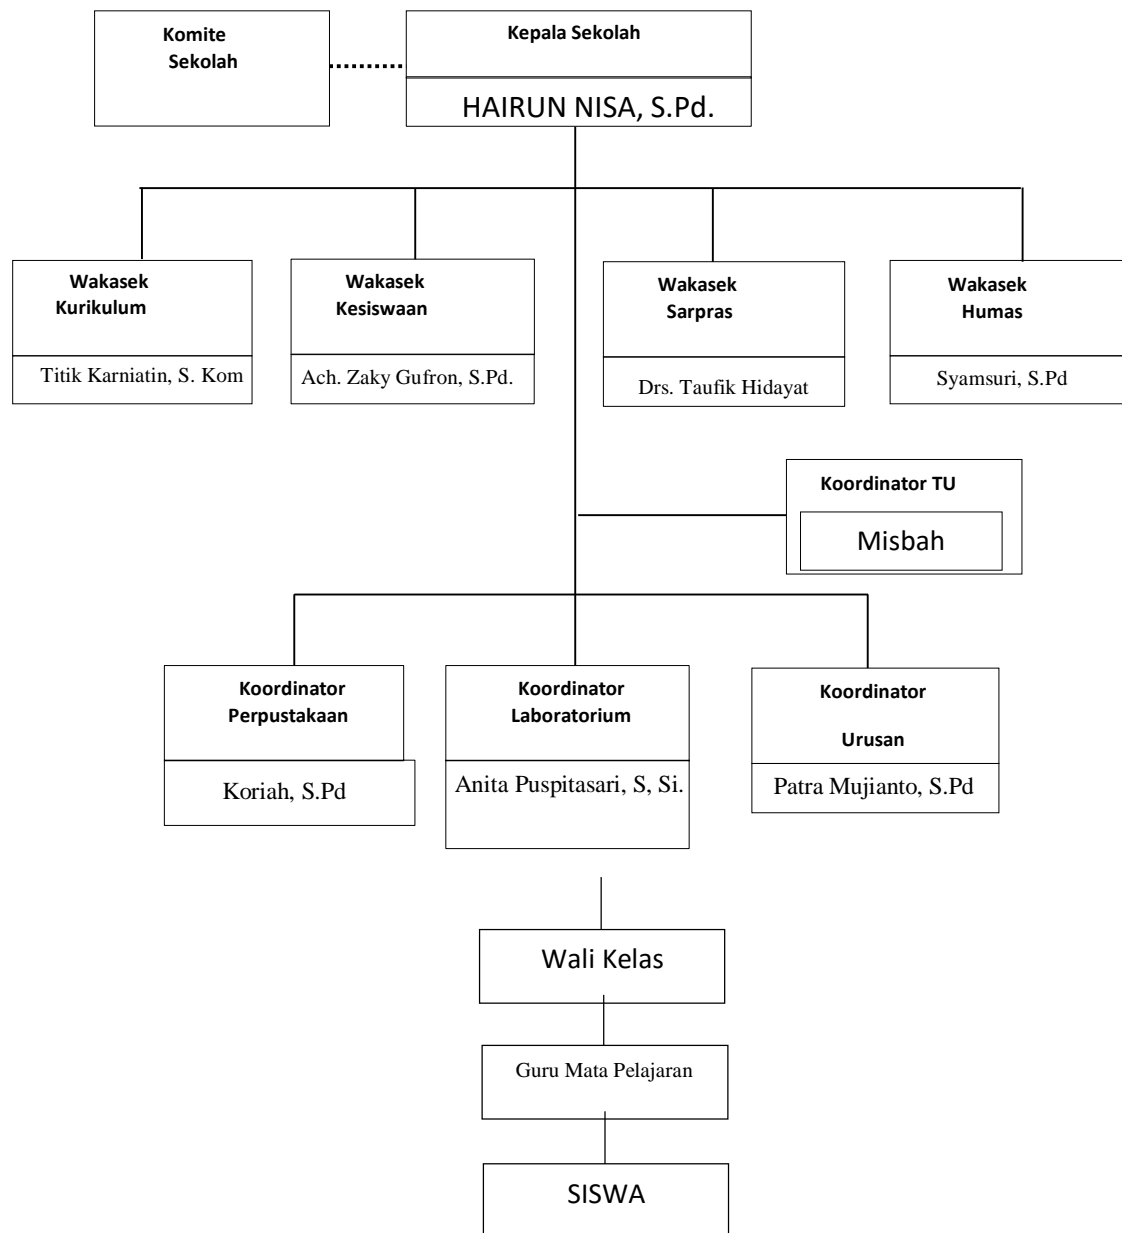 Komite
Sekolah
Kepala Sekolah
HAIRUN NISA, S.Pd.
Wakasek
Kurikulum
Titik Karniatin, S. Kom
Wakasek
Kesiswaan
Ach. Zaky Gufron, S.Pd.
Wakasek
Sarpras
Drs. Taufik Hidayat
Wakasek
Humas
Syamsuri, S.Pd
Koordinator TU
Misbah
Koordinator
Perpustakaan
Koriah, S.Pd
Koordinator
Laboratorium
Anita Puspitasari, S, Si.
Koordinator
Urusan
Patra Mujianto, S.Pd
Wali Kelas
Guru Mata Pelajaran
SISWA